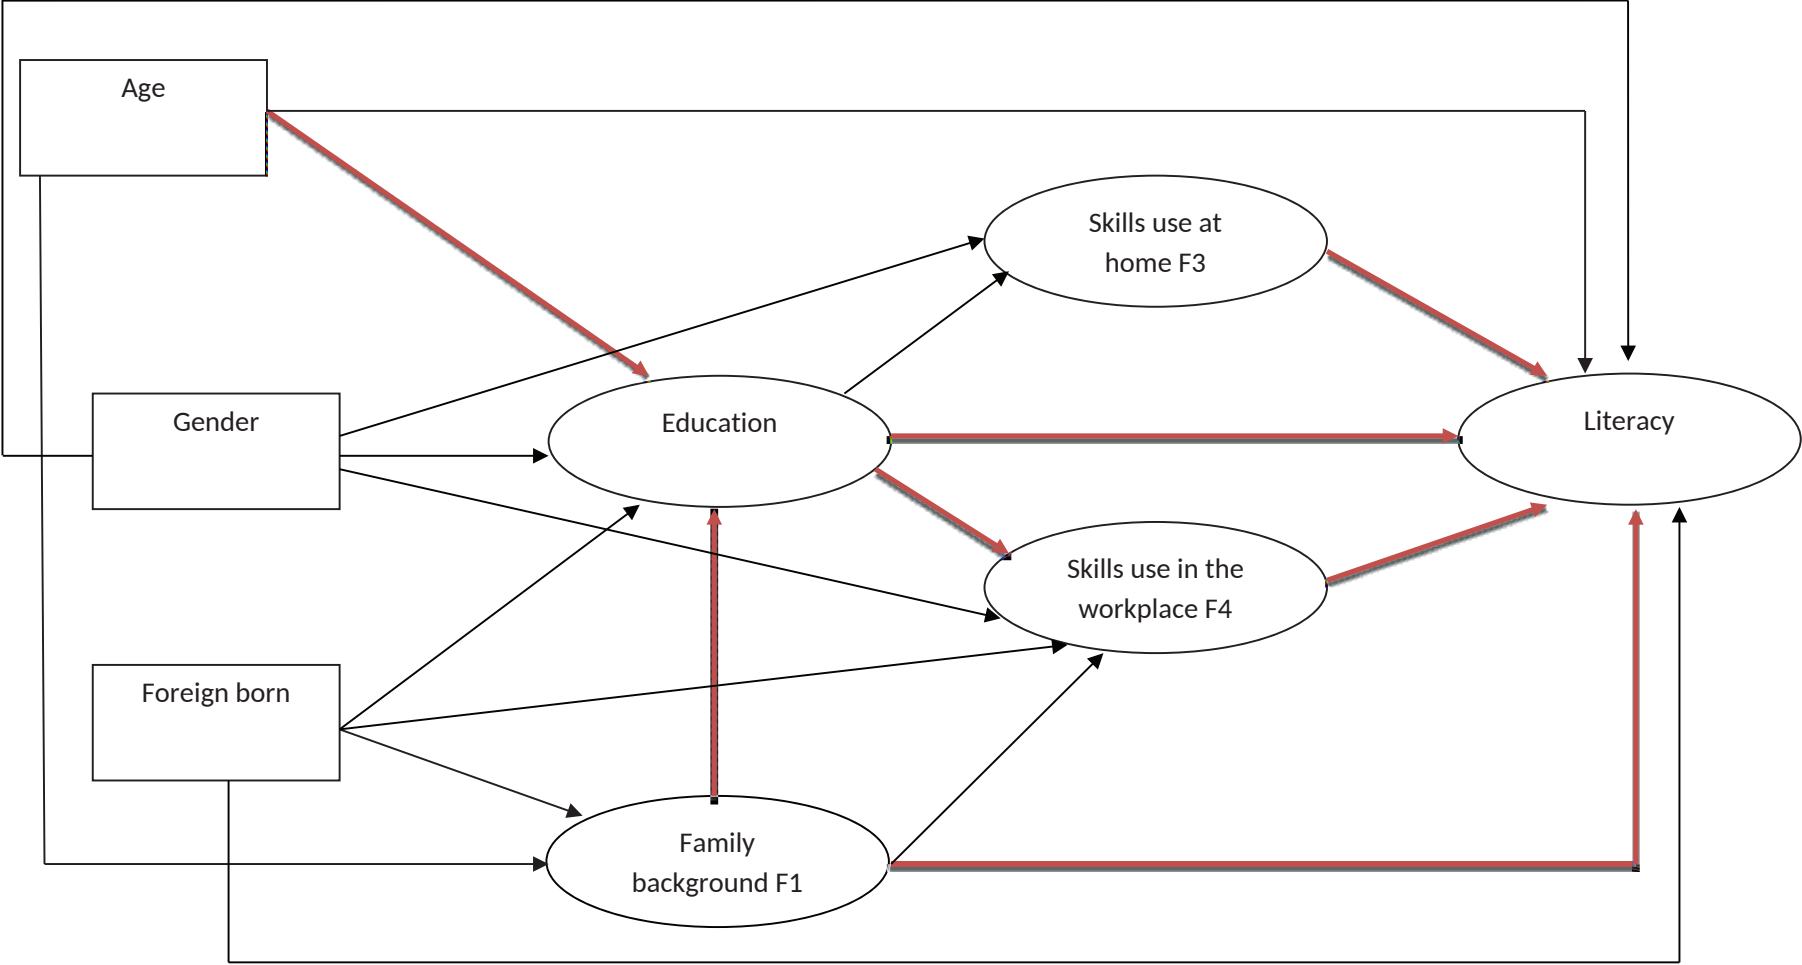 Age
Skills use at
home F3
Gender
Education
Literacy
Skills use in the
workplace F4
Foreign born
Family
background F1